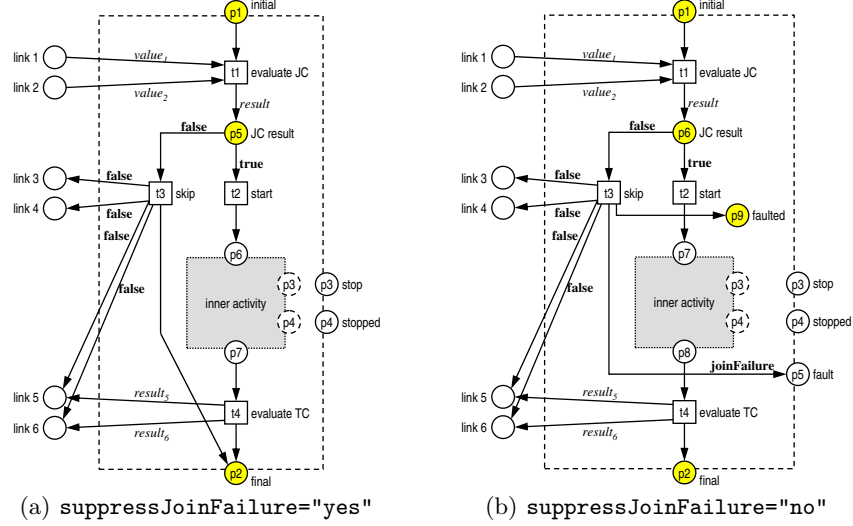 p1 initial
link 1 value1
t1 evaluate JC
link 2 value2
result
false p5 JC result
true
link 3 false
t3 skip t2 start
link 4 false
false
p6
false
inner activity
p3 p3 stop
p4 p4 stopped
p7
link 5 result5
t4 evaluate TC
link 6 result6
p2
final
(a) suppressJoinFailure="yes"
p1 initial
link 1 value1
t1 evaluate JC
link 2 value2
result
false p6 JC result
true
link 3 false
t3 skip t2 start
link 4 false
p9 faulted
false
p7
false
inner activity
p3 p3 stop
p4 p4 stopped
p8
joinFailure p5 fault
link 5 result5
t4 evaluate TC
link 6 result6
p2
final
(b) suppressJoinFailure="no"